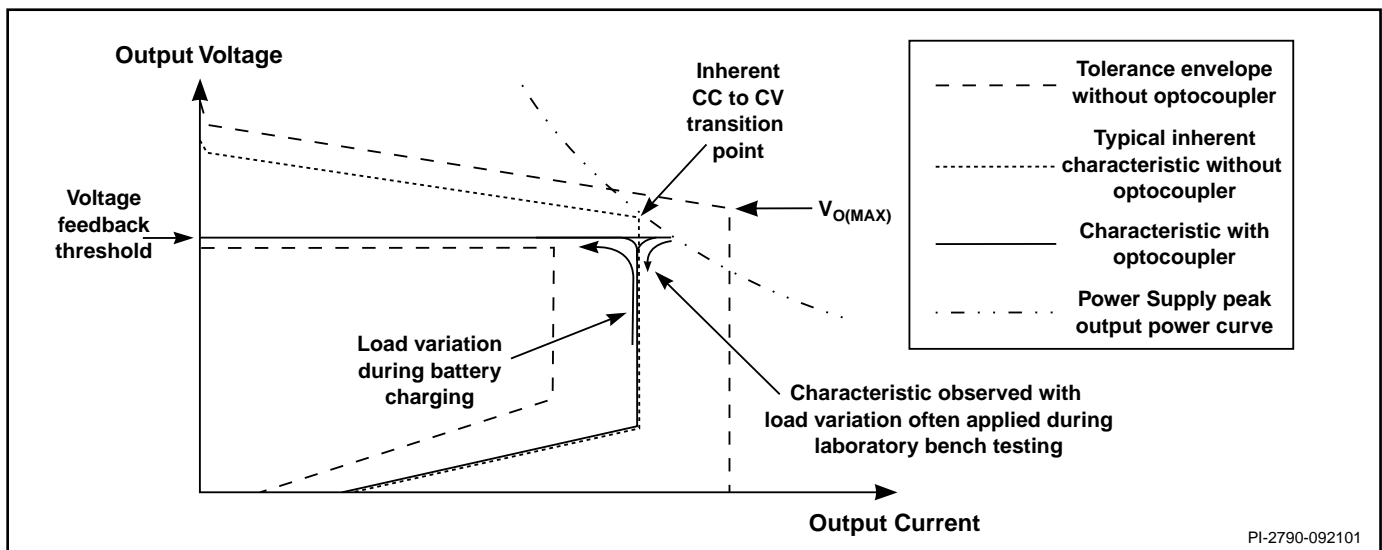 Output Voltage
Inherent
CC to CV
transition
point
Tolerance envelope
without optocoupler
Typical inherent
characteristic without
optocoupler
Characteristic with
optocoupler
Power Supply peak
output power curve
Voltage
feedback
threshold
VO(MAX)
Load variation
during battery
charging
Characteristic observed with
load variation often applied during
laboratory bench testing
Output Current
PI-2790-092101